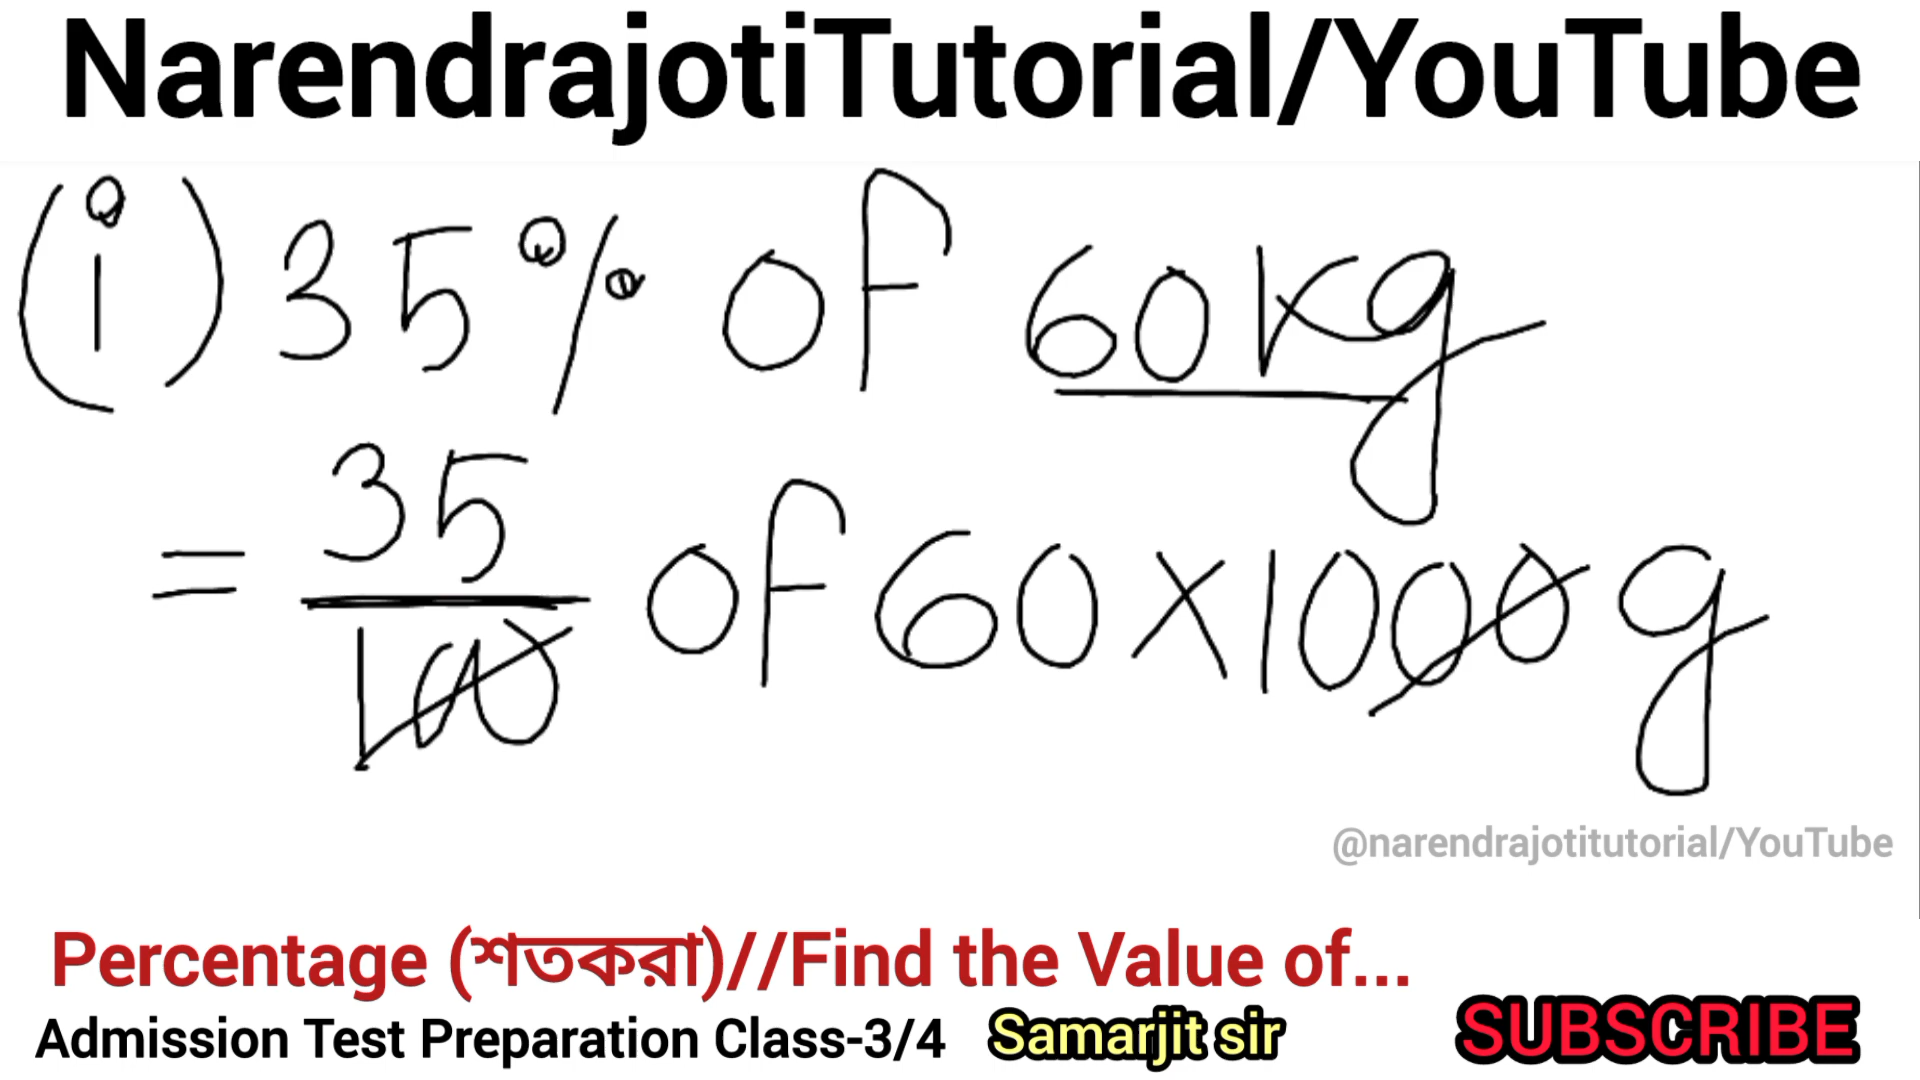 NarendrajotiTutorial/YouTube
(i) 35% of 60kg
= 35/100 of 60×1000 g
@narendrajotitutorial/YouTube
Percentage (শতকরা)//Find the Value of...
Admission Test Preparation Class-3/4 Samarjit sir SUBSCRIBE